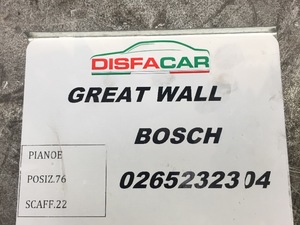 DISFACAR
GREAT WALL
BOSCH
PIANOE
POSIZ.76
0265232304
SCAFF.22